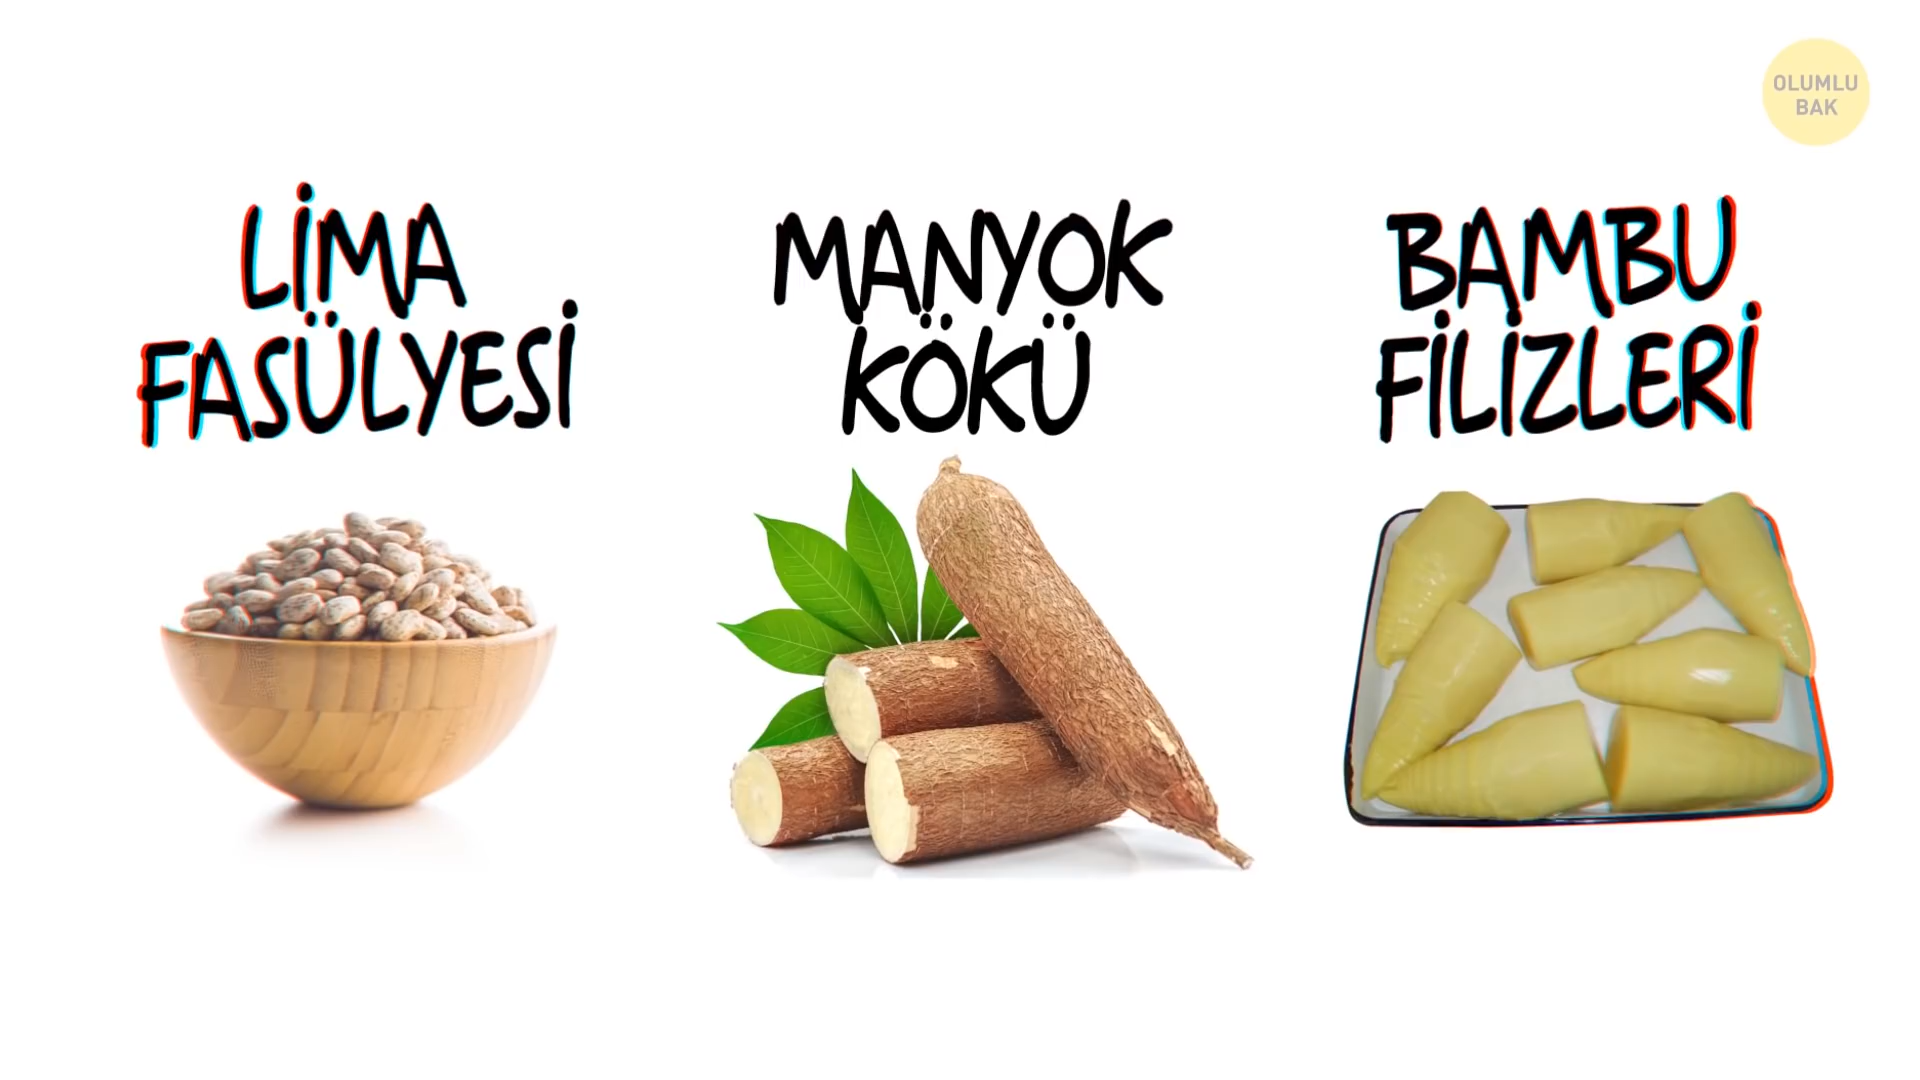 LİMA
FASÜLYESİ
MANYOK
KÖKÜ
BAMBU
FİLİZLERİ
OLUMLU
BAK